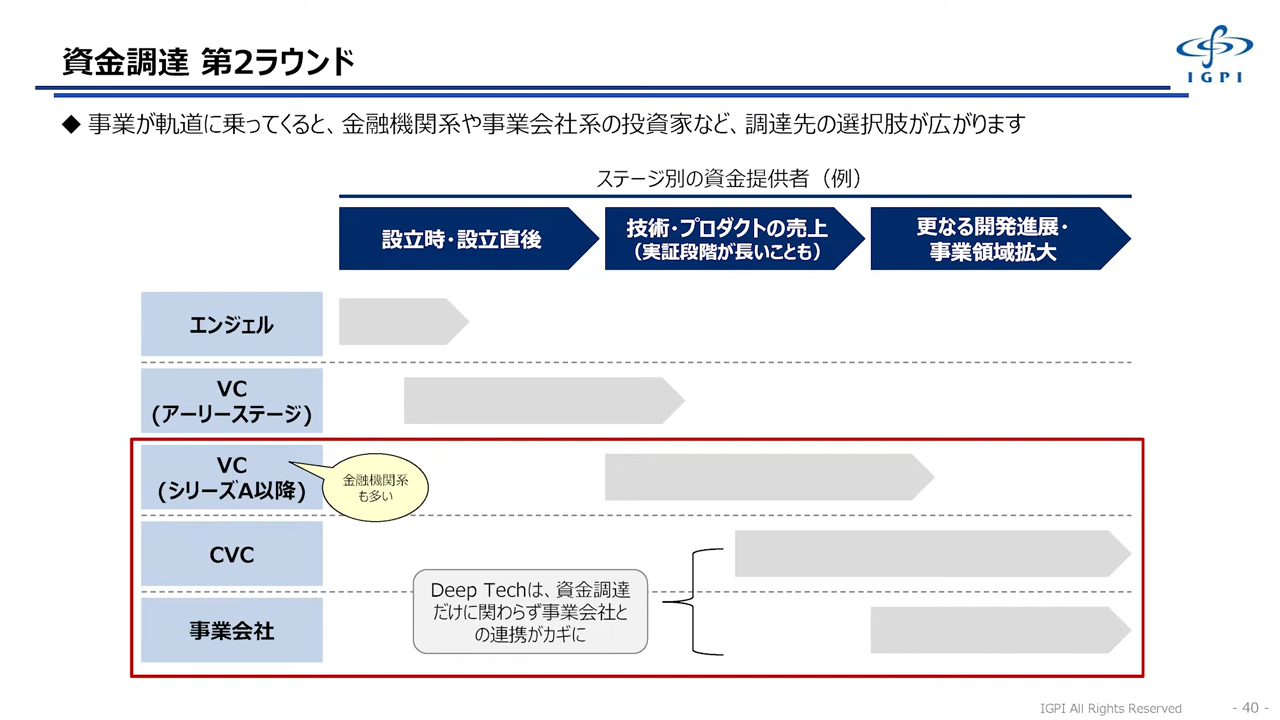 資金調達 第2ラウンド
IGPI
◆ 事業が軌道に乗ってくると、金融機関系や事業会社系の投資家など、調達先の選択肢が広がります
ステージ別の資金提供者（例）
設立時・設立直後
技術・プロダクトの売上
（実証段階が長いことも）
更なる開発進展・
事業領域拡大
エンジェル
VC
(アーリーステージ)
VC
(シリーズA以降)
金融機関系
も多い
CVC
Deep Techは、資金調達
だけに関わらず事業会社と
の連携がカギに
事業会社
IGPI All Rights Reserved
- 40 -